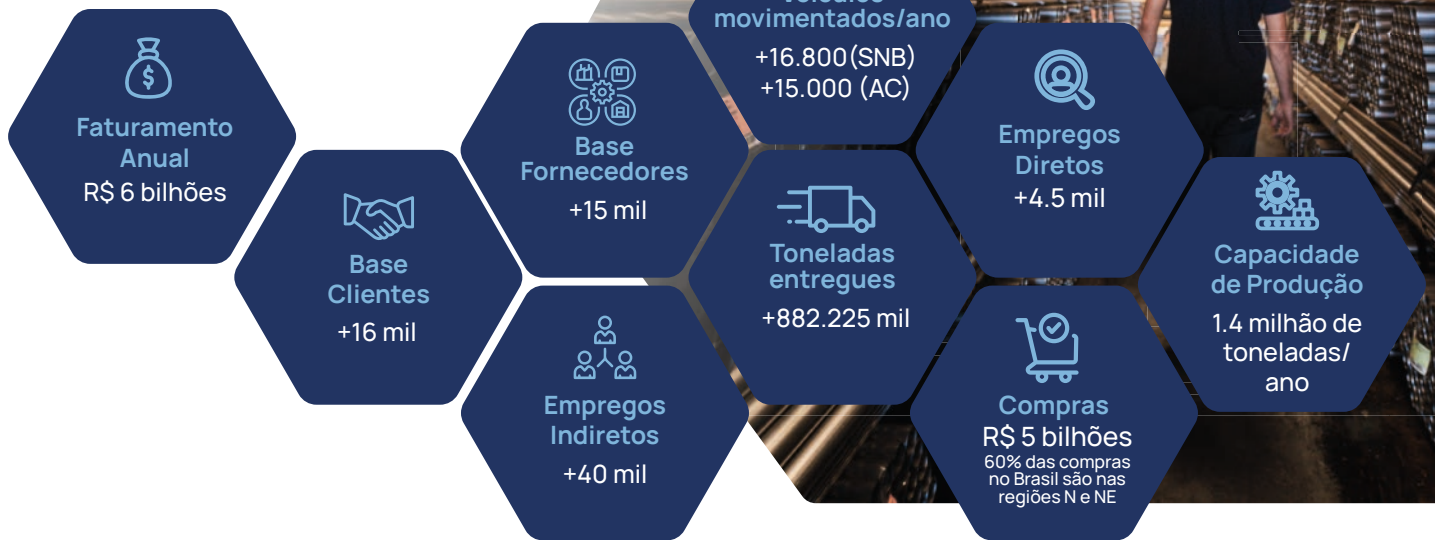 movimentados/ano
+16.800(SNB)
+15.000 (AC)
Faturamento
Anual
R$ 6 bilhões
Base
Fornecedores
+15 mil
Empregos
Diretos
+4.5 mil
Base
Clientes
+16 mil
Toneladas
entregues
+882.225 mil
Capacidade
de Produção
1.4 milhão de
toneladas/
ano
Empregos
Indiretos
+40 mil
Compras
R$ 5 bilhões
60% das compras
no Brasil são nas
regiões N e NE